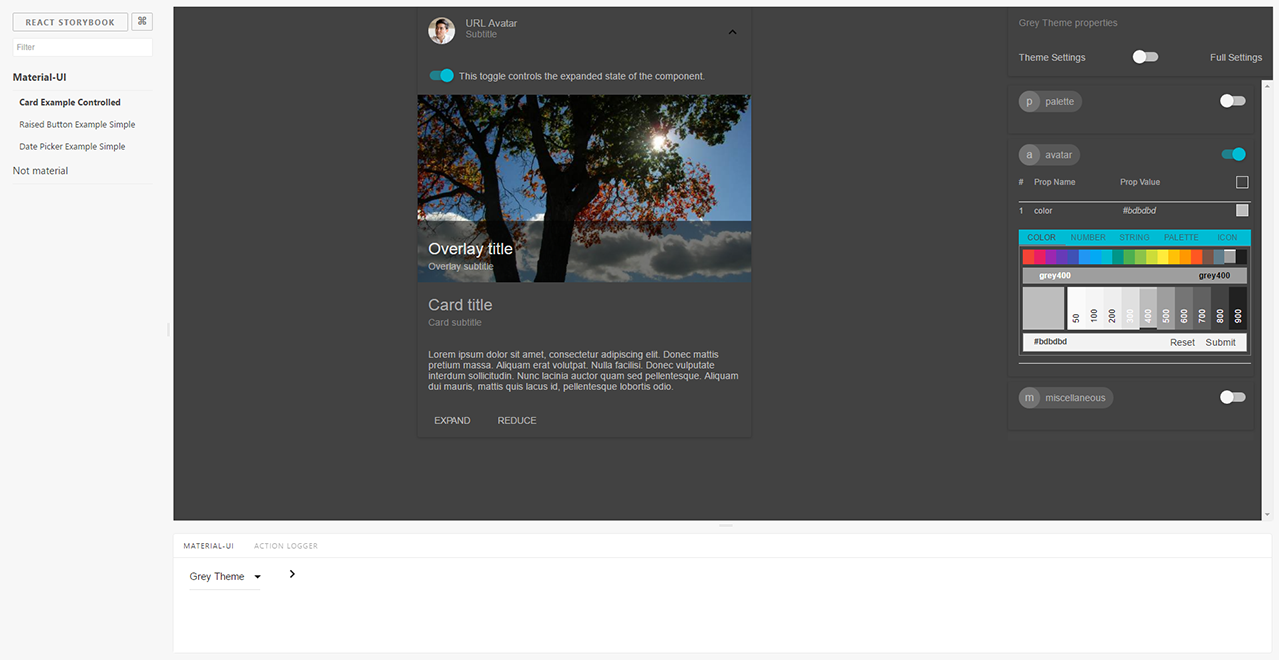 REACT STORYBOOK
⌘
Filter
Material-UI
Card Example Controlled
Raised Button Example Simple
Date Picker Example Simple
Not material
URL Avatar
Subtitle
This toggle controls the expanded state of the component.
Overlay title
Overlay subtitle
Card title
Card subtitle
Lorem ipsum dolor sit amet, consectetur adipiscing elit. Donec mattis
pretium massa. Aliquam erat volutpat. Nulla facilisi. Donec vulputate
interdum sollicitudin. Nunc lacinia auctor quam sed pellentesque. Aliquam
dui mauris, mattis quis lacus id, pellentesque lobortis odio.
EXPAND REDUCE
Grey Theme properties
Theme Settings Full Settings
p palette
a avatar
# Prop Name Prop Value
1 color #bdbdbd
COLOR NUMBER STRING PALETTE ICON
grey400 grey400
50 100 200 300 400 500 600 700 800 900
#bdbdbd Reset Submit
m miscellaneous
MATERIAL-UI ACTION LOGGER
Grey Theme